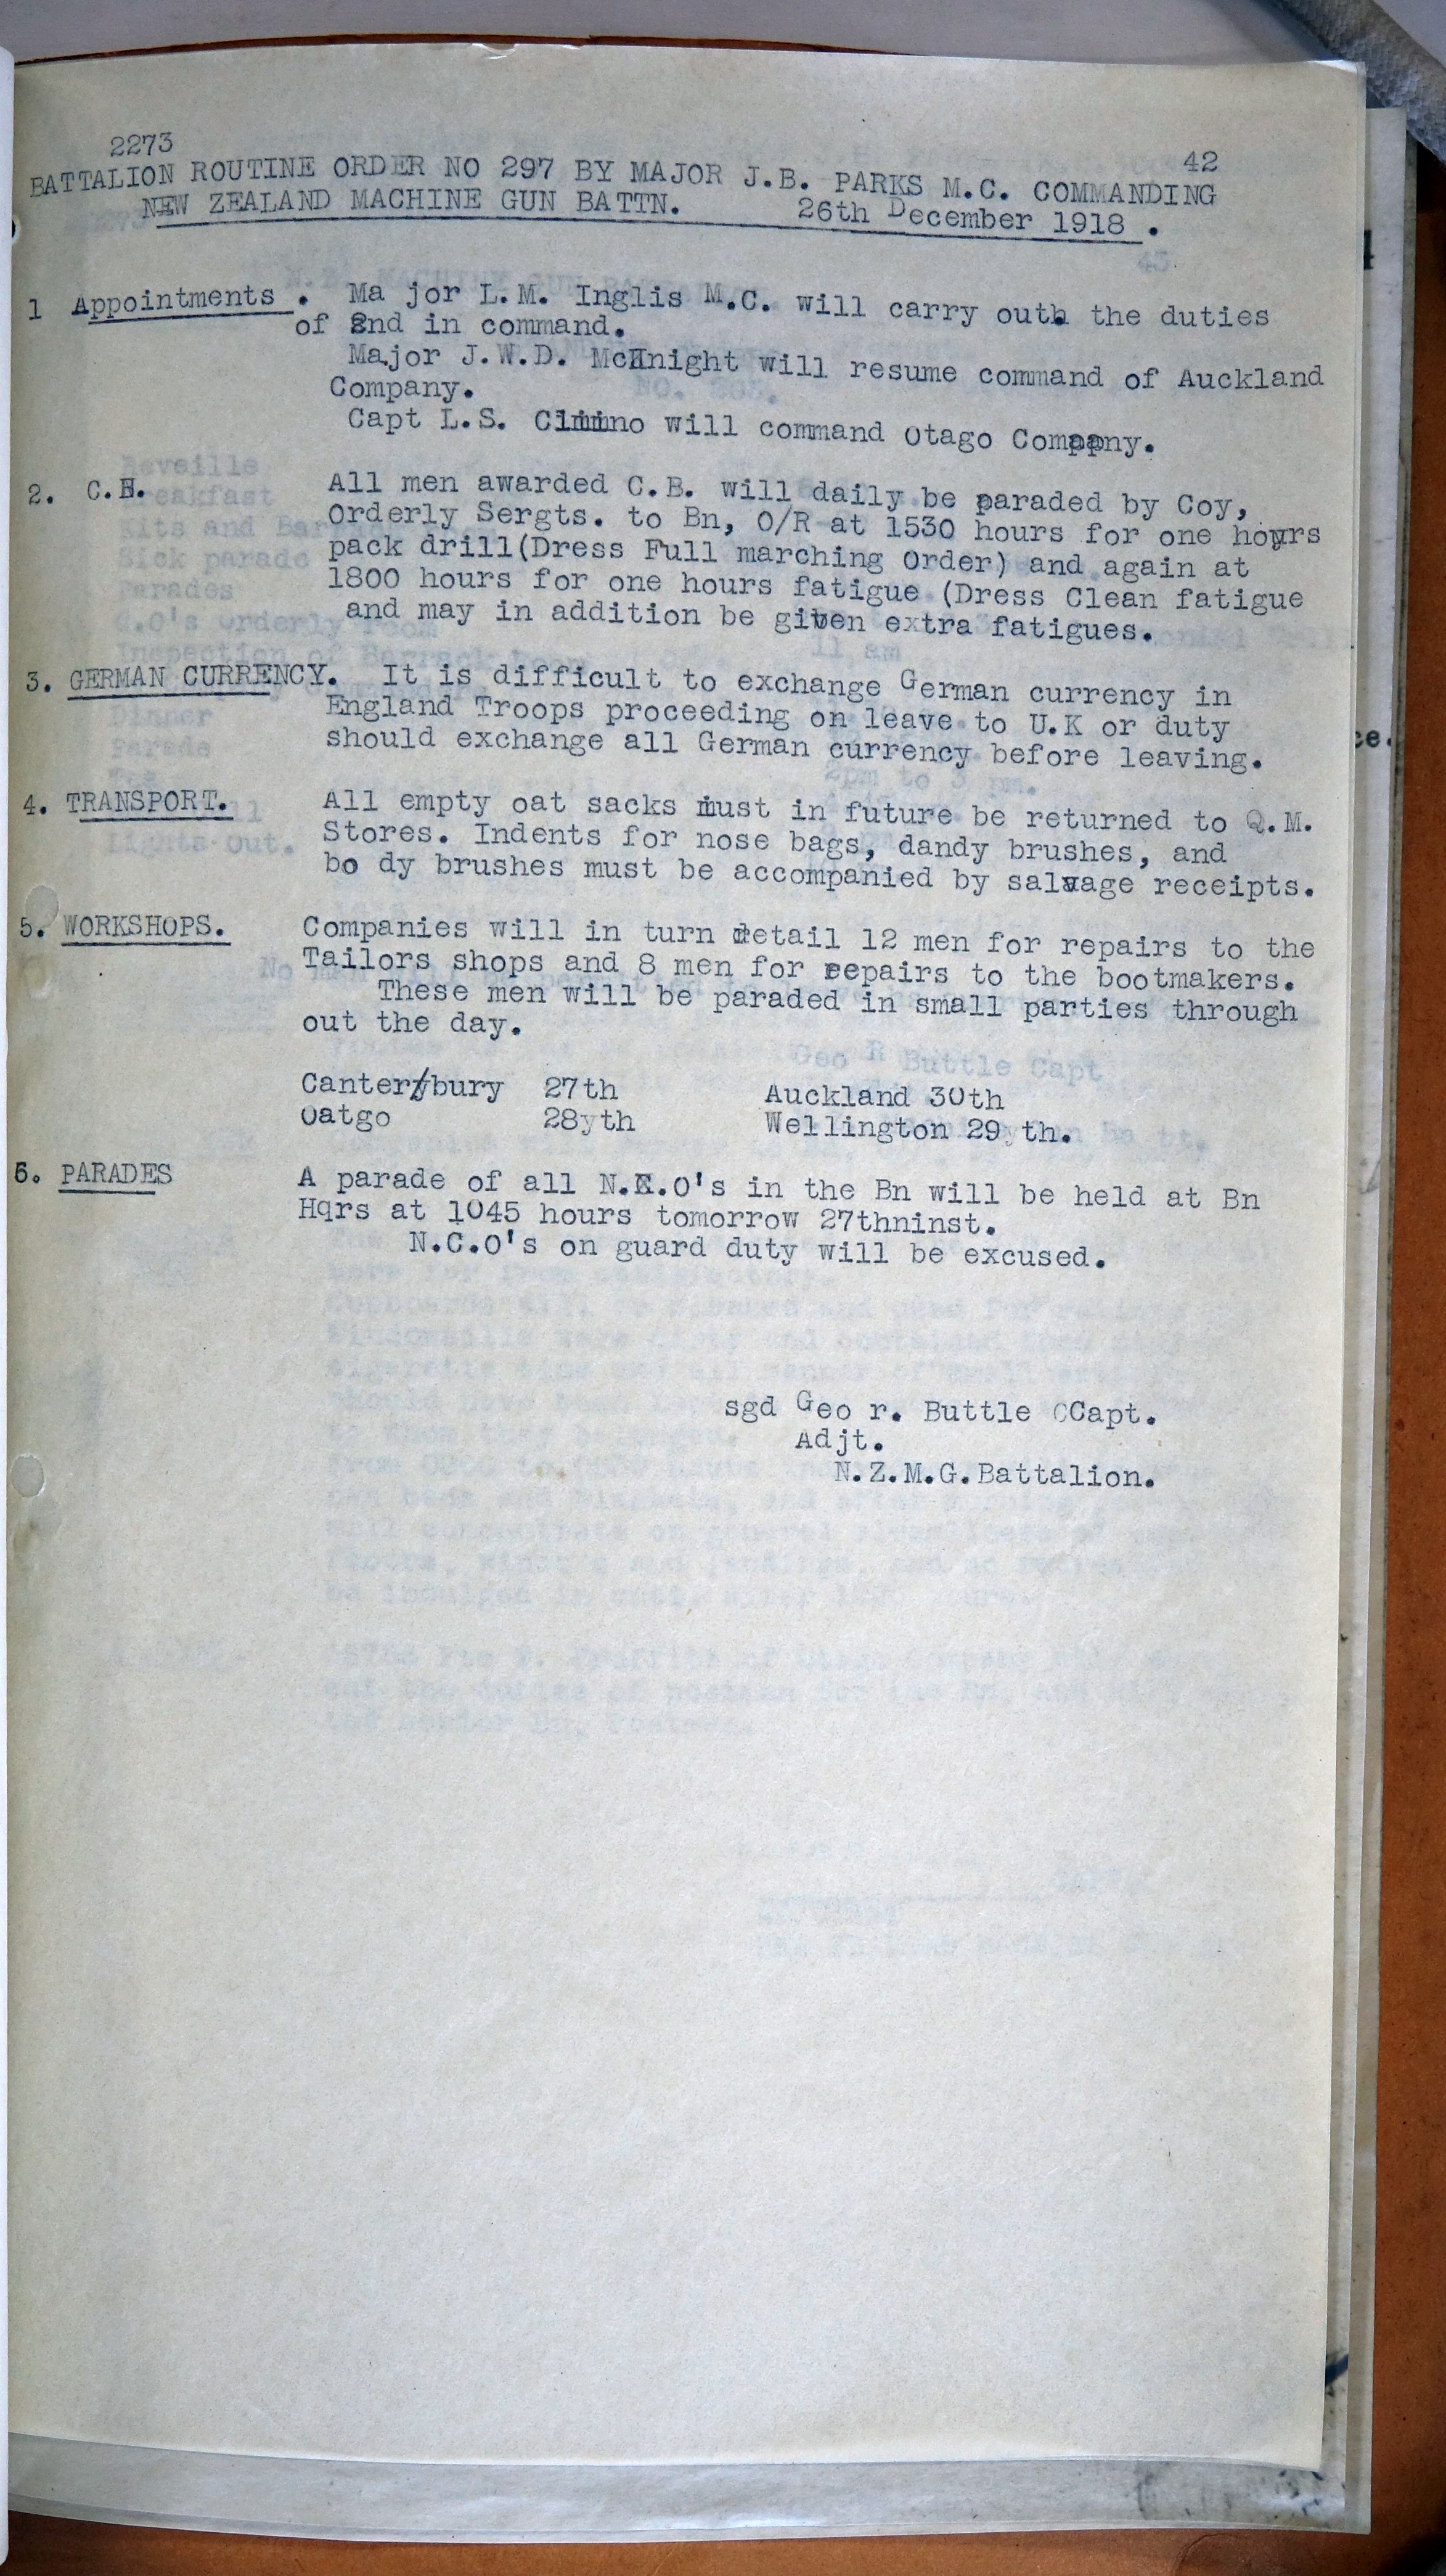 2273
42
BATTALION ROUTINE ORDER NO 297 BY MAJOR J.B. PARKS M.C. COMMANDING
NEW ZEALAND MACHINE GUN BATTN. 26th December 1918 .
1 Appointments . Ma jor L.M. Inglis M.C. will carry outh the duties
of 2nd in command.
Major J.W.D. McKnight will resume command of Auckland
Company.
Capt L.S. Cimino will command Otago Company.
2. C.B. All men awarded C.B. will daily be paraded by Coy,
Orderly Sergts. to Bn, O/R at 1530 hours for one hours
pack drill(Dress Full marching Order) and again at
1800 hours for one hours fatigue (Dress Clean fatigue
and may in addition be given extra fatigues.
3. GERMAN CURRENCY. It is difficult to exchange German currency in
England Troops proceeding on leave to U.K or duty
should exchange all German currency before leaving.
4. TRANSPORT. All empty oat sacks must in future be returned to Q.M.
Stores. Indents for nose bags, dandy brushes, and
bo dy brushes must be accompanied by salvage receipts.
5. WORKSHOPS. Companies will in turn detail 12 men for repairs to the
Tailors shops and 8 men for repairs to the bootmakers.
These men will be paraded in small parties through
out the day.
Canter/bury 27th Auckland 30th
Oatgo 28yth Wellington 29yth.
6. PARADES A parade of all N.C.O's in the Bn will be held at Bn
Hqrs at 1045 hours tomorrow 27thninst.
N.C.O's on guard duty will be excused.
sgd Geo r. Buttle CCapt.
Adjt.
N.Z.M.G.Battalion.